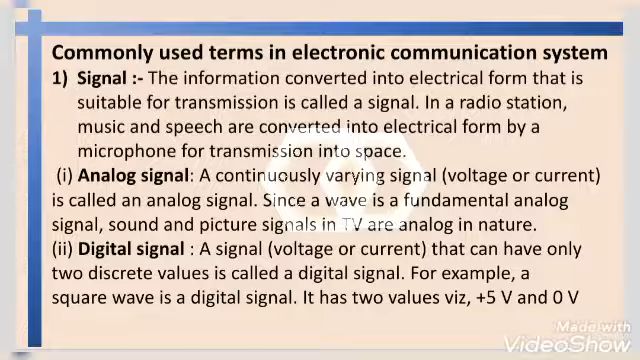 Commonly used terms in electronic communication system
1) Signal :- The information converted into electrical form that is
suitable for transmission is called a signal. In a radio station,
music and speech are converted into electrical form by a
microphone for transmission into space.
(i) Analog signal: A continuously varying signal (voltage or current)
is called an analog signal. Since a wave is a fundamental analog
signal, sound and picture signals in TV are analog in nature.
(ii) Digital signal : A signal (voltage or current) that can have only
two discrete values is called a digital signal. For example, a
square wave is a digital signal. It has two values viz, +5 V and 0 V
Made with
VideoShow